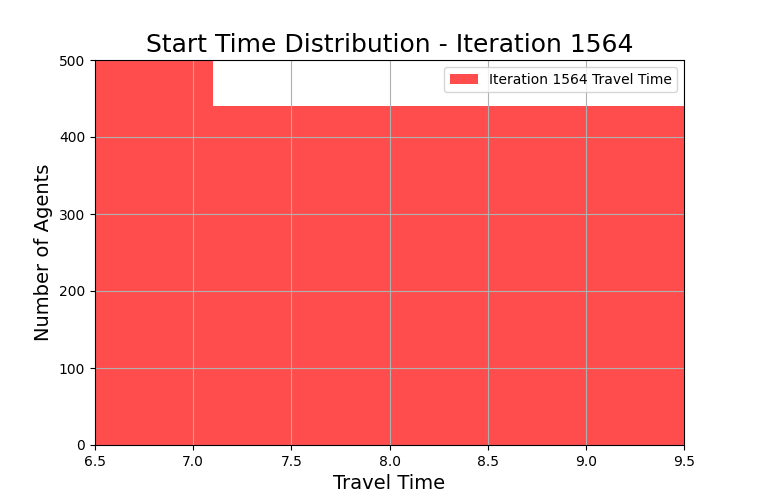 Start Time Distribution - Iteration 1564
Iteration 1564 Travel Time
Number of Agents
500
400
300
200
100
0
6.5 7.0 7.5 8.0 8.5 9.0 9.5
Travel Time